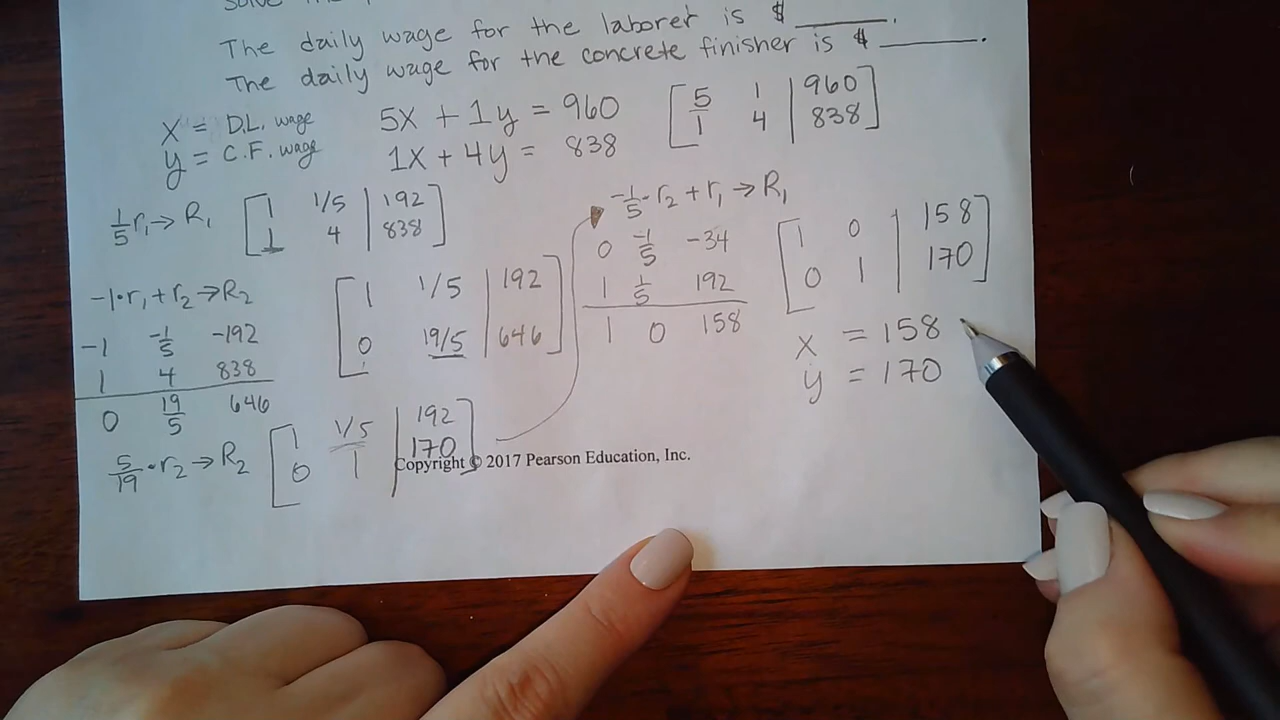 The daily wage for the laborer is $ ______.
The daily wage for the concrete finisher is $ ______.
x = D.L. wage
y = C.F. wage
5x + 1y = 960
1x + 4y = 838
[5 1 | 960]
[1 4 | 838]
1/5 r₁ → R₁
[1 1/5 | 192]
[1 4 | 838]
-1 · r₁ + r₂ → R₂
-1 -1/5 -192
1 4 838
0 19/5 646
[1 1/5 | 192]
[0 19/5 | 646]
5/19 · r₂ → R₂
[1 1/5 | 192]
[0 1 | 170]
-1/5 · r₂ + r₁ → R₁
0 -1/5 -34
1 1/5 192
1 0 158
[1 0 | 158]
[0 1 | 170]
x = 158
y = 170
Copyright © 2017 Pearson Education, Inc.